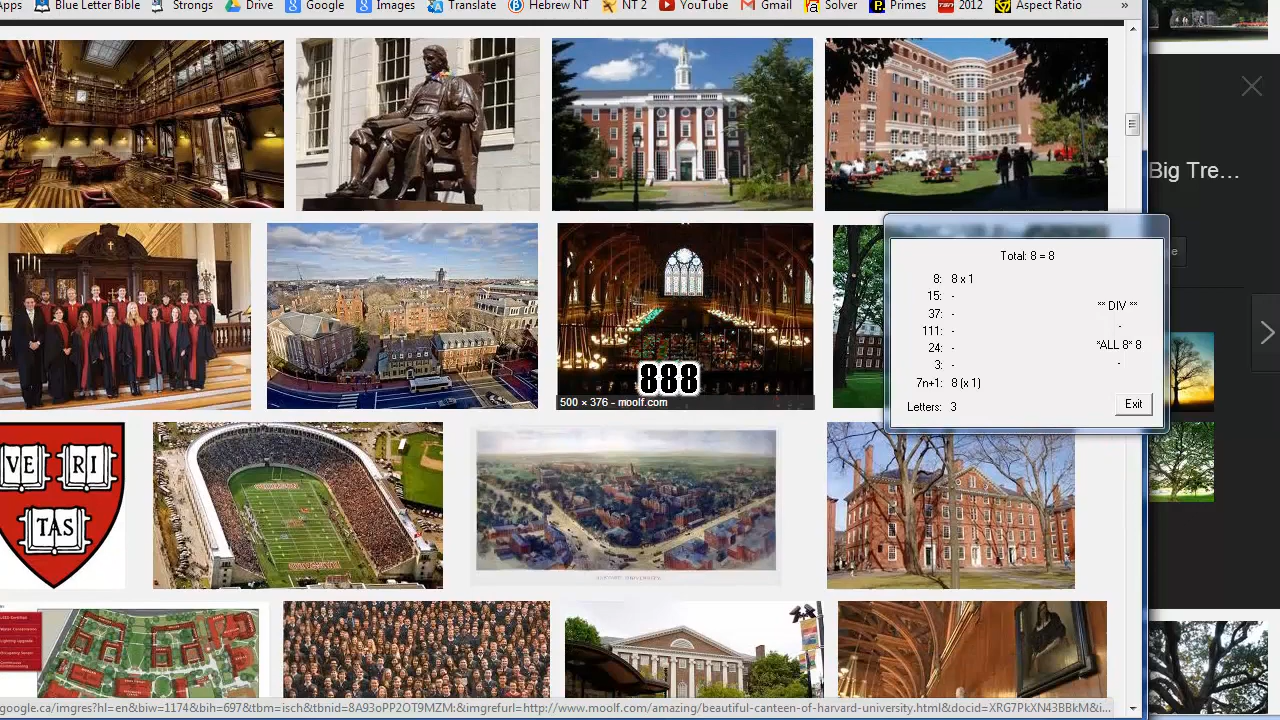 Apps Blue Letter Bible Strongs Drive Google Images Translate Hebrew NT NT 2 YouTube Gmail Solver Primes 2012 Aspect Ratio »
Big Tre...
Total: 8 = 8
8: 8 x 1
15: -
37: -
111: -
24: -
3: -
7n+1: 8 (x 1)
Letters: 3
** DIV **
-
*ALL 8* 8
-
Exit
888
500 × 376 - moolf.com
VE RI
TAS
google.ca/imgres?hl=en&biw=1174&bih=697&tbm=isch&tbnid=8A93oPP2OT9MZM:&imgrefurl=http://www.moolf.com/amazing/beautiful-canteen-of-harvard-university.html&docid=XRG7PkXN43BBkM&i...